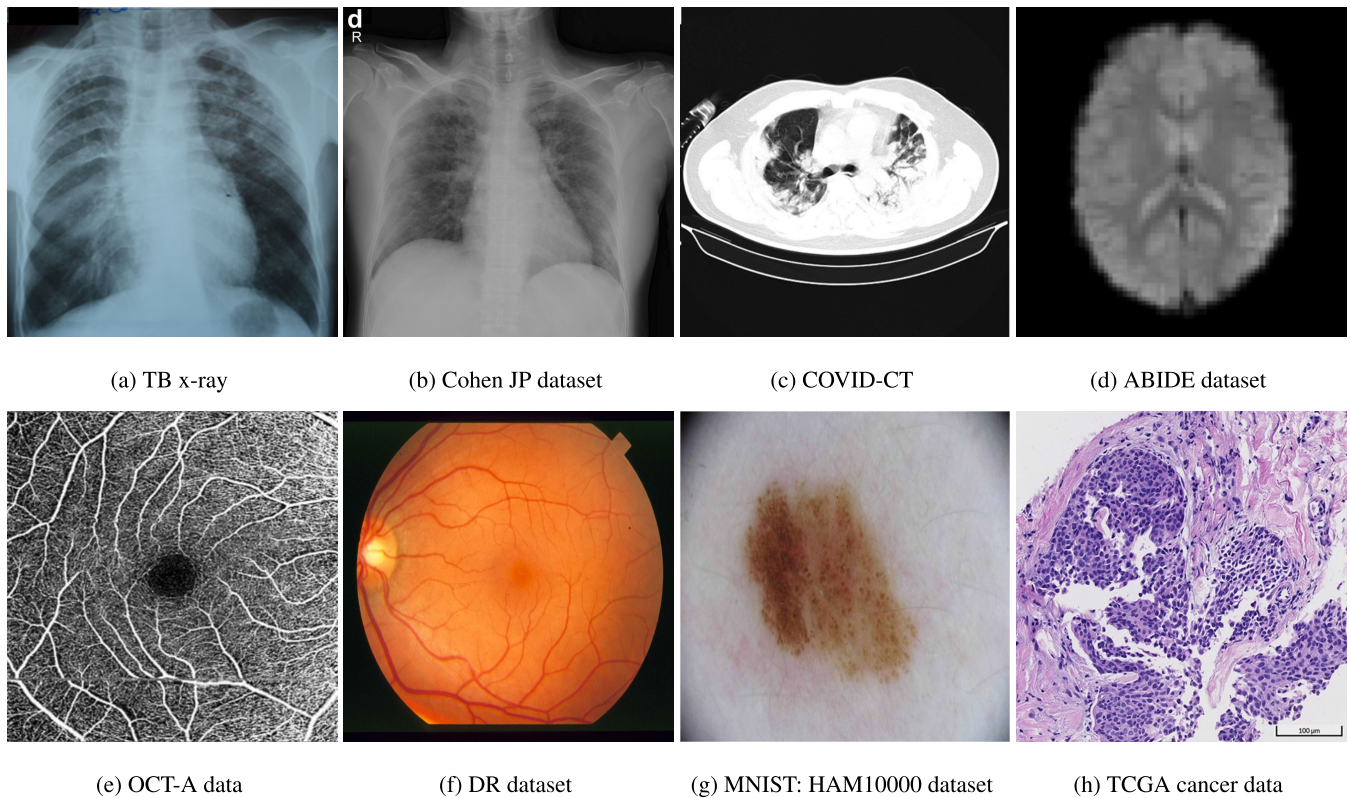 d
R
(a) TB x-ray
(b) Cohen JP dataset
(c) COVID-CT
(d) ABIDE dataset
100 µm
(e) OCT-A data
(f) DR dataset
(g) MNIST: HAM10000 dataset
(h) TCGA cancer data